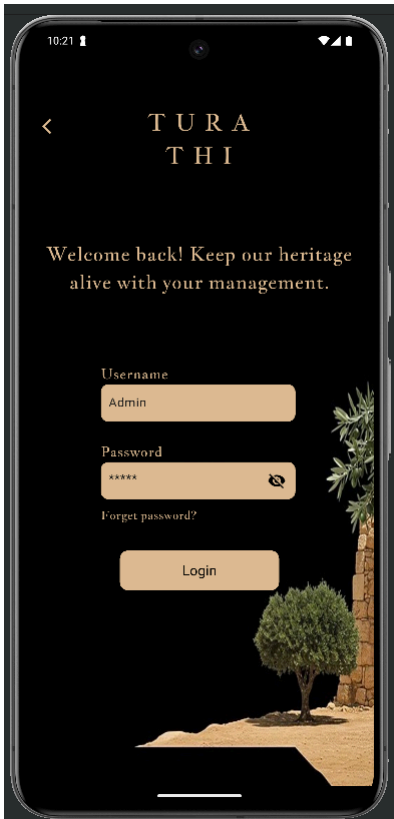 10:21
TURA
THI
Welcome back! Keep our heritage
alive with your management.
Username
Admin
Password
*****
Forget password?
Login